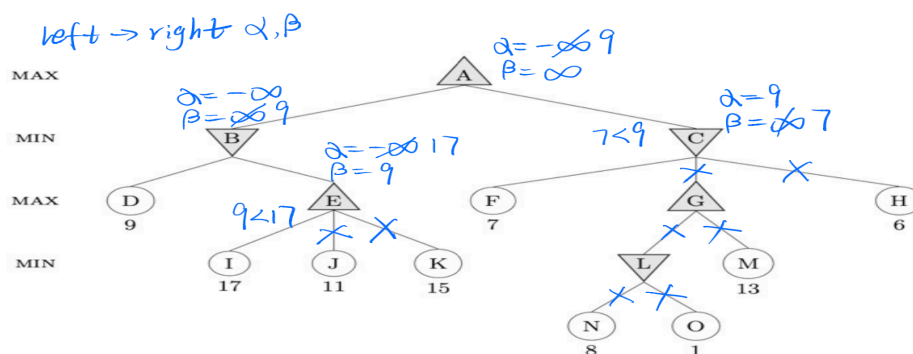 left → right α, β
α = -∞ 9
MAX
A
β = ∞
α = -∞
β = ∞ 9
α = 9
β = ∞ 7
MIN
B
7<9
C
α = -∞ 17
β = 9
MAX
D
E
F
G
H
9
9<17
7
6
MIN
I
J
K
L
M
17
11
15
13
N
O
8
1